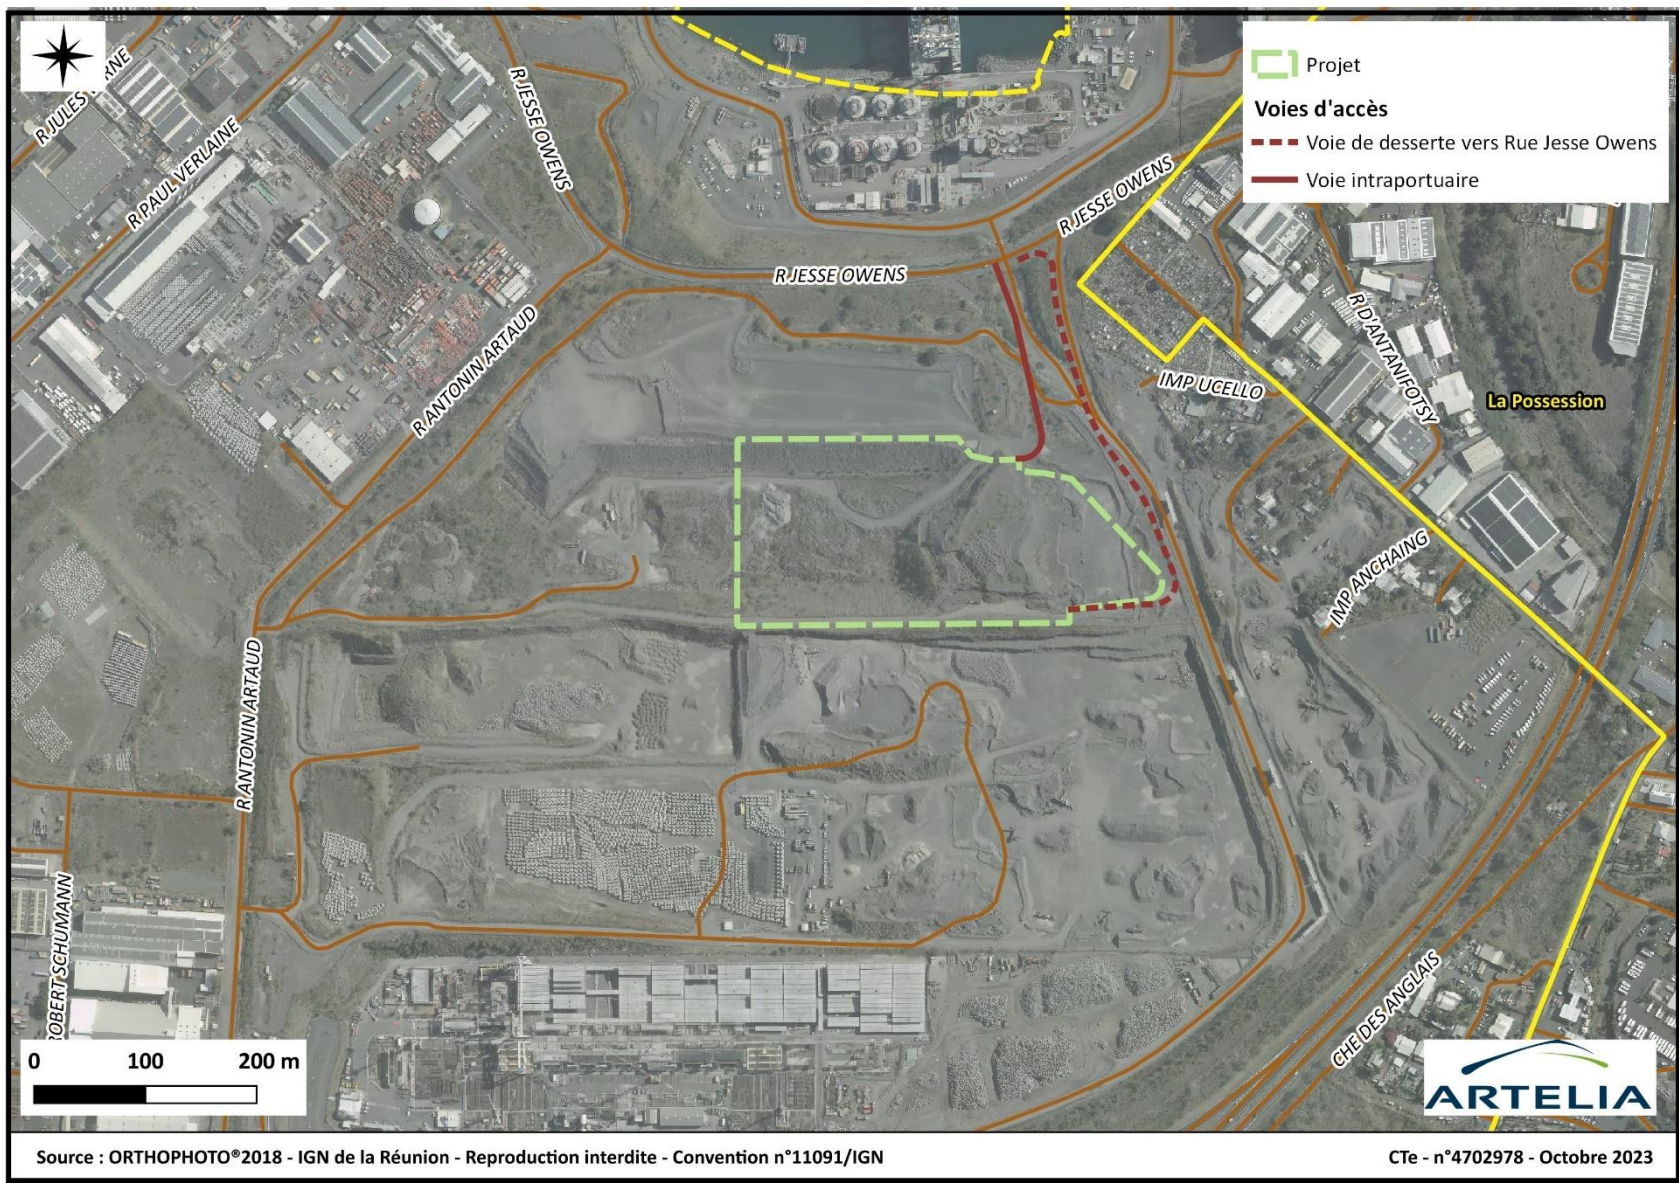 Projet
Voies d'accès
Voie de desserte vers Rue Jesse Owens
Voie intraportuaire
R JULES VERNE
R PAUL VERLAINE
R JESSE OWENS
R JESSE OWENS
R JESSE OWENS
R ANTONIN ARTAUD
R D'ANTANIFOTSY
IMP UCELLO
La Possession
IMP ANCHAING
R ANTONIN ARTAUD
ROBERT SCHUMANN
CHE DES ANGLAIS
0 100 200 m
ARTELIA
Source : ORTHOPHOTO®2018 - IGN de la Réunion - Reproduction interdite - Convention n°11091/IGN
CTe - n°4702978 - Octobre 2023